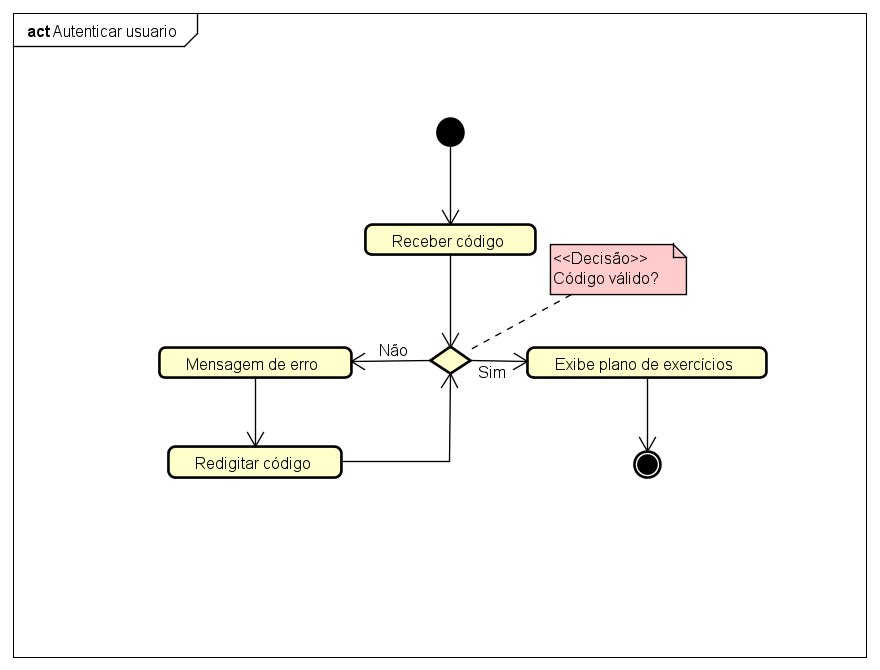 act Autenticar usuario
Receber código
<<Decisão>>
Código válido?
Não
Mensagem de erro
Sim
Exibe plano de exercícios
Redigitar código